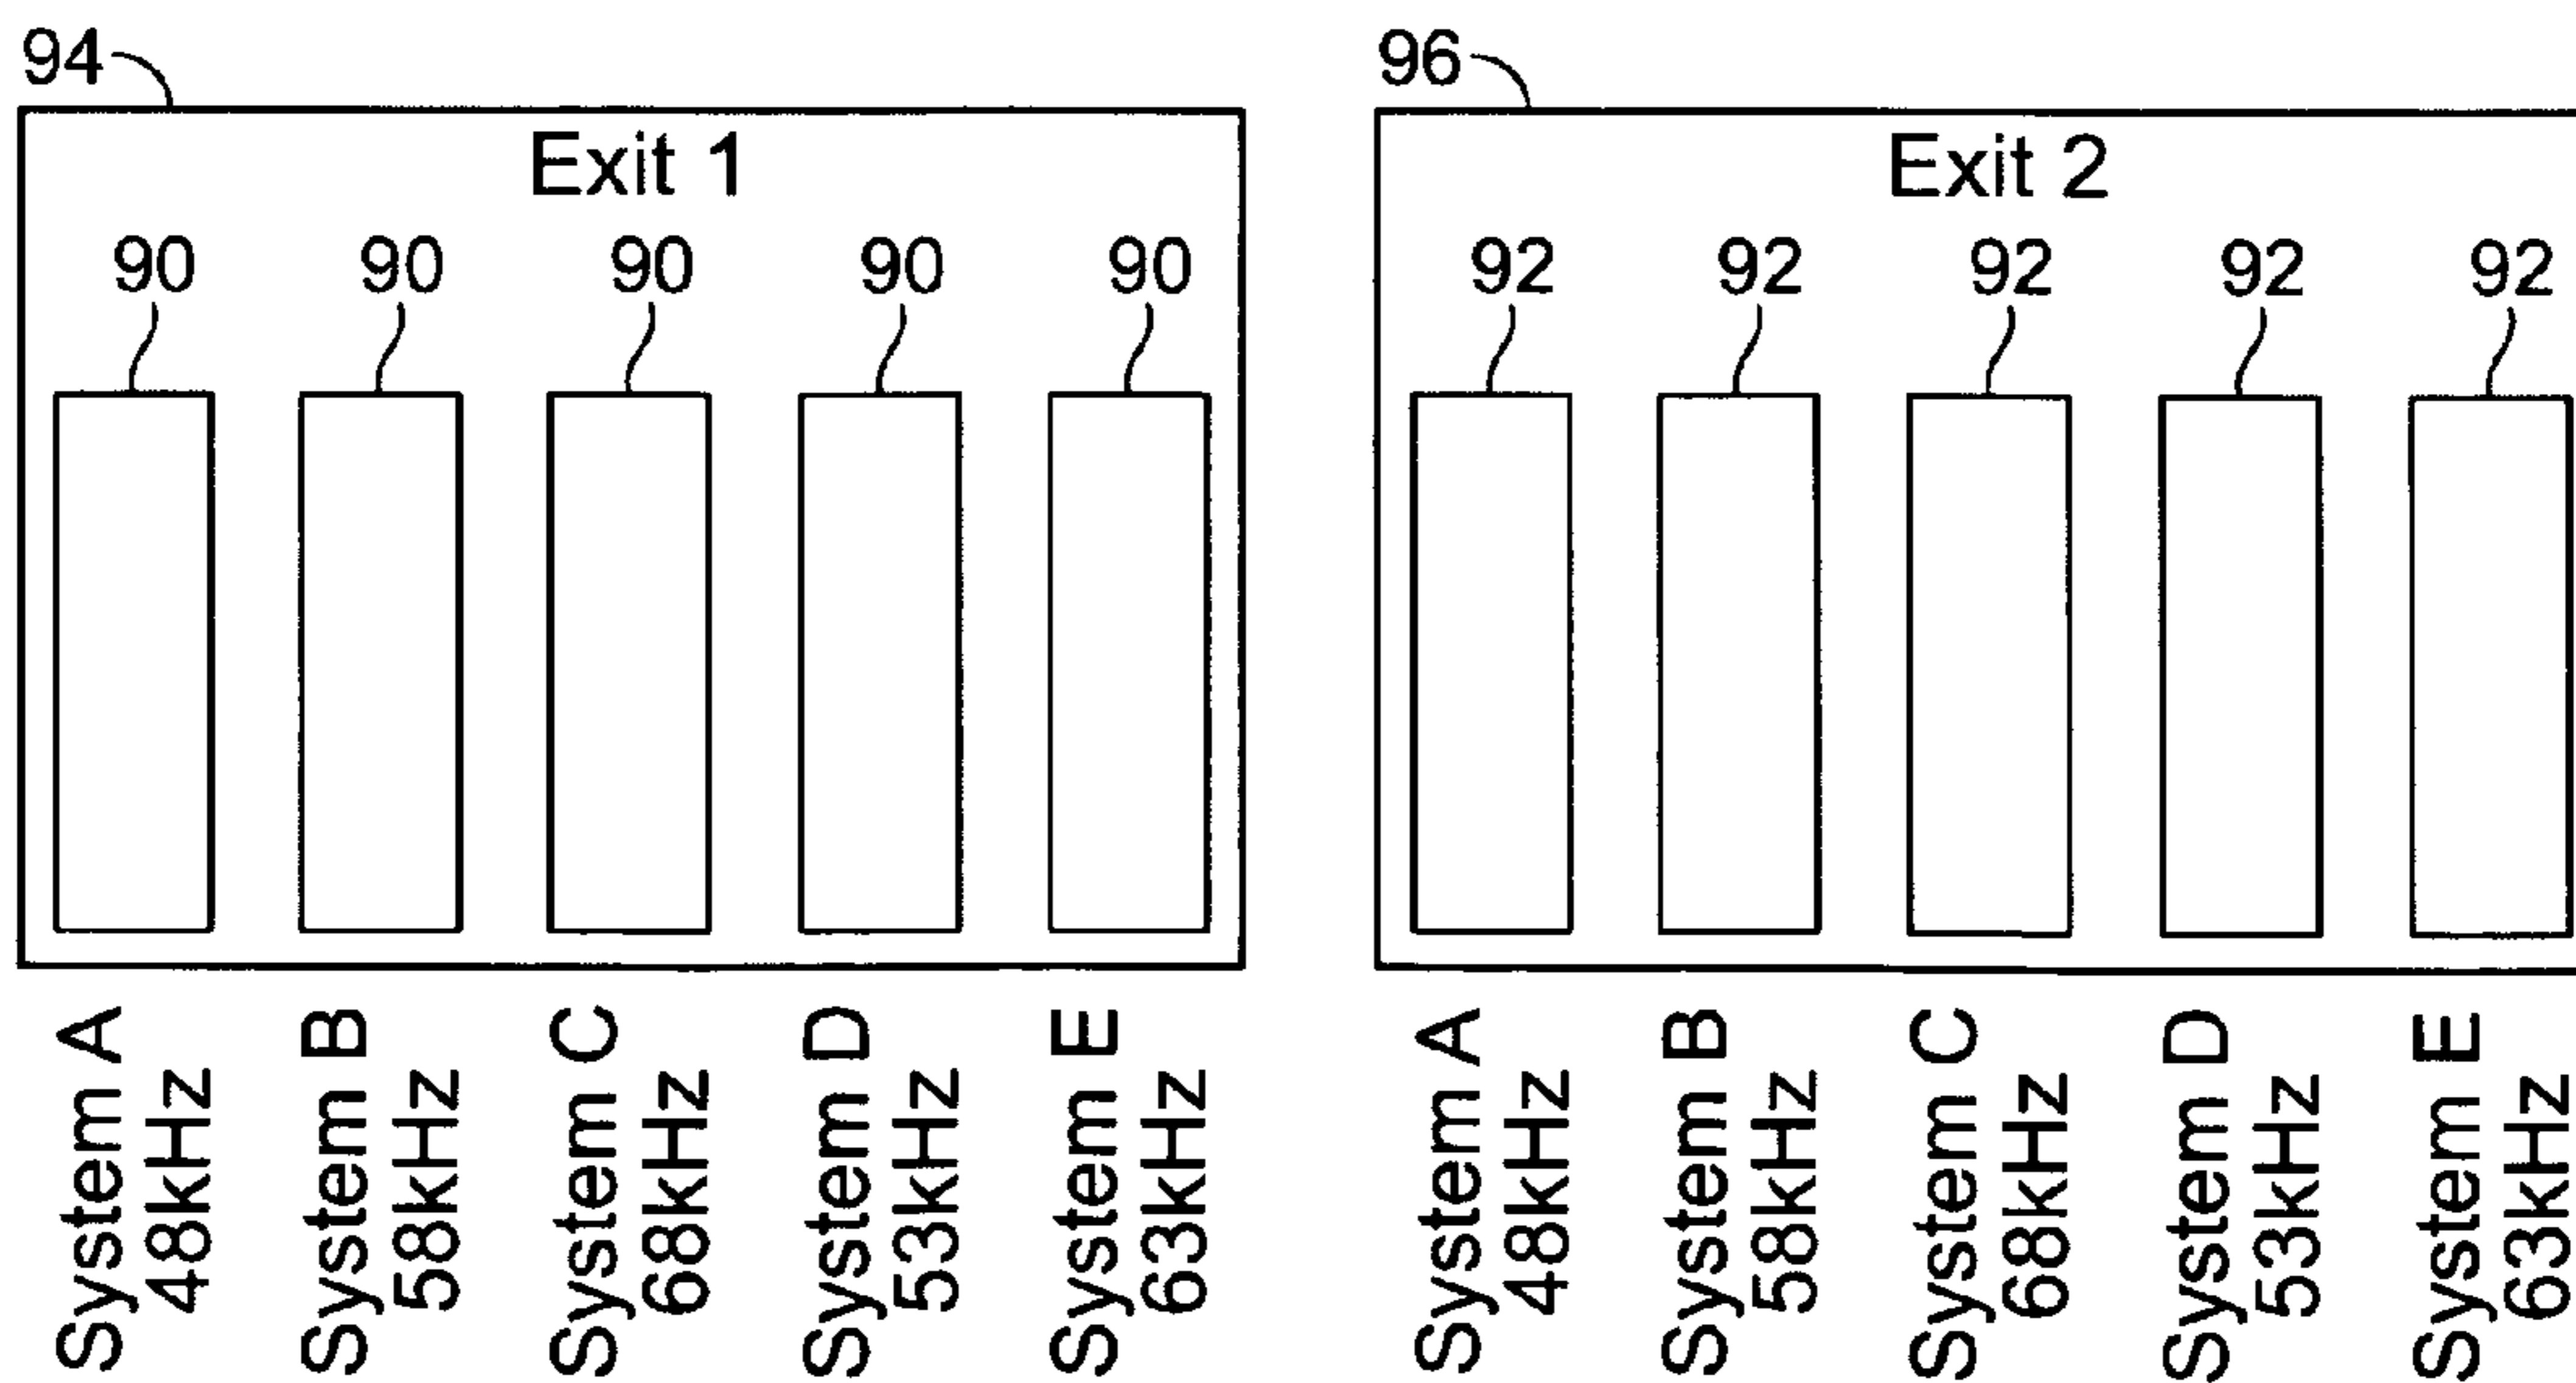 94
96
Exit 1
Exit 2
90 90 90 90 90
92 92 92 92 92
System A
48kHz
System B
58kHz
System C
68kHz
System D
53kHz
System E
63kHz
System A
48kHz
System B
58kHz
System C
68kHz
System D
53kHz
System E
63kHz